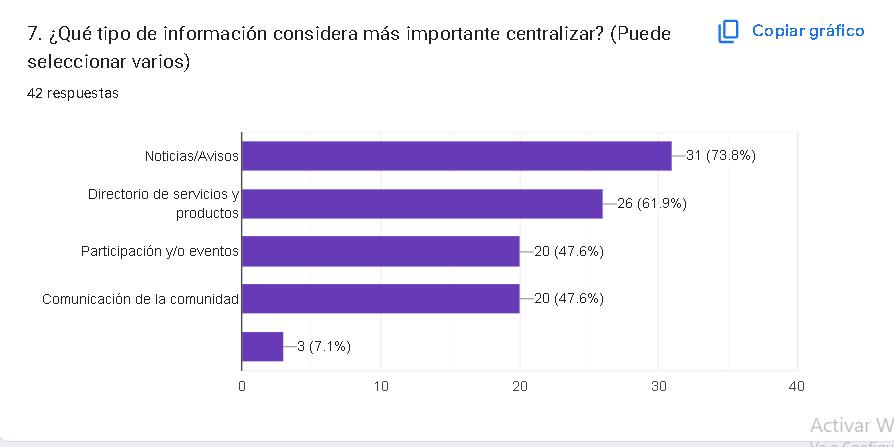 7. ¿Qué tipo de información considera más importante centralizar? (Puede
seleccionar varios)
Copiar gráfico
42 respuestas
Noticias/Avisos
31 (73.8%)
Directorio de servicios y
productos
26 (61.9%)
Participación y/o eventos
20 (47.6%)
Comunicación de la comunidad
20 (47.6%)
3 (7.1%)
0 10 20 30 40
Activar W